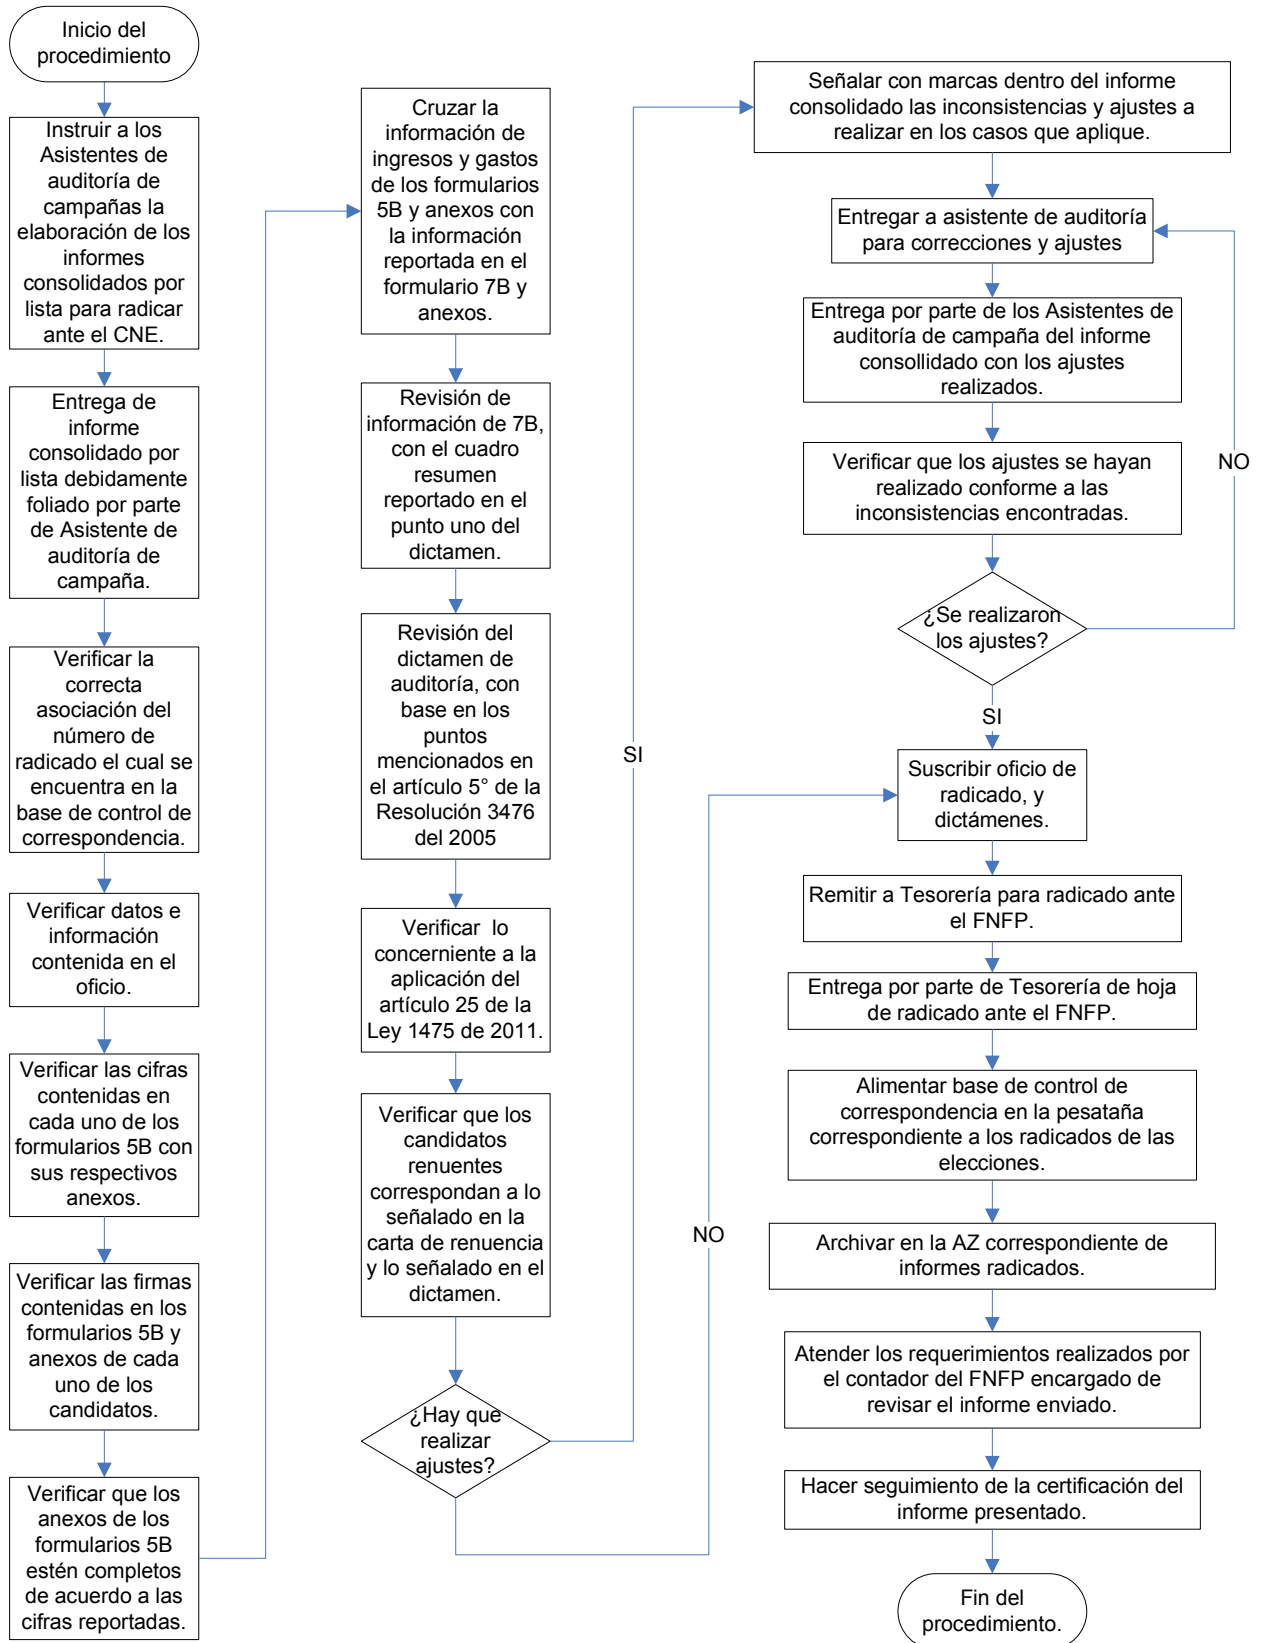 Inicio del
procedimiento
Instruir a los
Asistentes de
auditoría de
campañas la
elaboración de los
informes
consolidados por
lista para radicar
ante el CNE.
Entrega de
informe
consolidado por
lista debidamente
foliado por parte
de Asistente de
auditoría de
campaña.
Verificar la
correcta
asociación del
número de
radicado el cual se
encuentra en la
base de control de
correspondencia.
Verificar datos e
información
contenida en el
oficio.
Verificar las cifras
contenidas en
cada uno de los
formularios 5B con
sus respectivos
anexos.
Verificar las firmas
contenidas en los
formularios 5B y
anexos de cada
uno de los
candidatos.
Verificar que los
anexos de los
formularios 5B
estén completos
de acuerdo a las
cifras reportadas.
Cruzar la
información de
ingresos y gastos
de los formularios
5B y anexos con
la información
reportada en el
formulario 7B y
anexos.
Revisión de
información de 7B,
con el cuadro
resumen
reportado en el
punto uno del
dictamen.
Revisión del
dictamen de
auditoría, con
base en los
puntos
mencionados en
el artículo 5° de la
Resolución 3476
del 2005
Verificar  lo
concerniente a la
aplicación del
artículo 25 de la
Ley 1475 de 2011.
Verificar que los
candidatos
renuentes
correspondan a lo
señalado en la
carta de renuencia
y lo señalado en el
dictamen.
¿Hay que
realizar
ajustes?
SI
NO
Señalar con marcas dentro del informe
consolidado las inconsistencias y ajustes a
realizar en los casos que aplique.
Entregar a asistente de auditoría
para correcciones y ajustes
Entrega por parte de los Asistentes de
auditoría de campaña del informe
consollidado con los ajustes
realizados.
Verificar que los ajustes se hayan
realizado conforme a las
inconsistencias encontradas.
NO
¿Se realizaron
los ajustes?
SI
Suscribir oficio de
radicado, y
dictámenes.
Remitir a Tesorería para radicado ante
el FNFP.
Entrega por parte de Tesorería de hoja
de radicado ante el FNFP.
Alimentar base de control de
correspondencia en la pesataña
correspondiente a los radicados de las
elecciones.
Archivar en la AZ correspondiente de
informes radicados.
Atender los requerimientos realizados por
el contador del FNFP encargado de
revisar el informe enviado.
Hacer seguimiento de la certificación del
informe presentado.
Fin del
procedimiento.